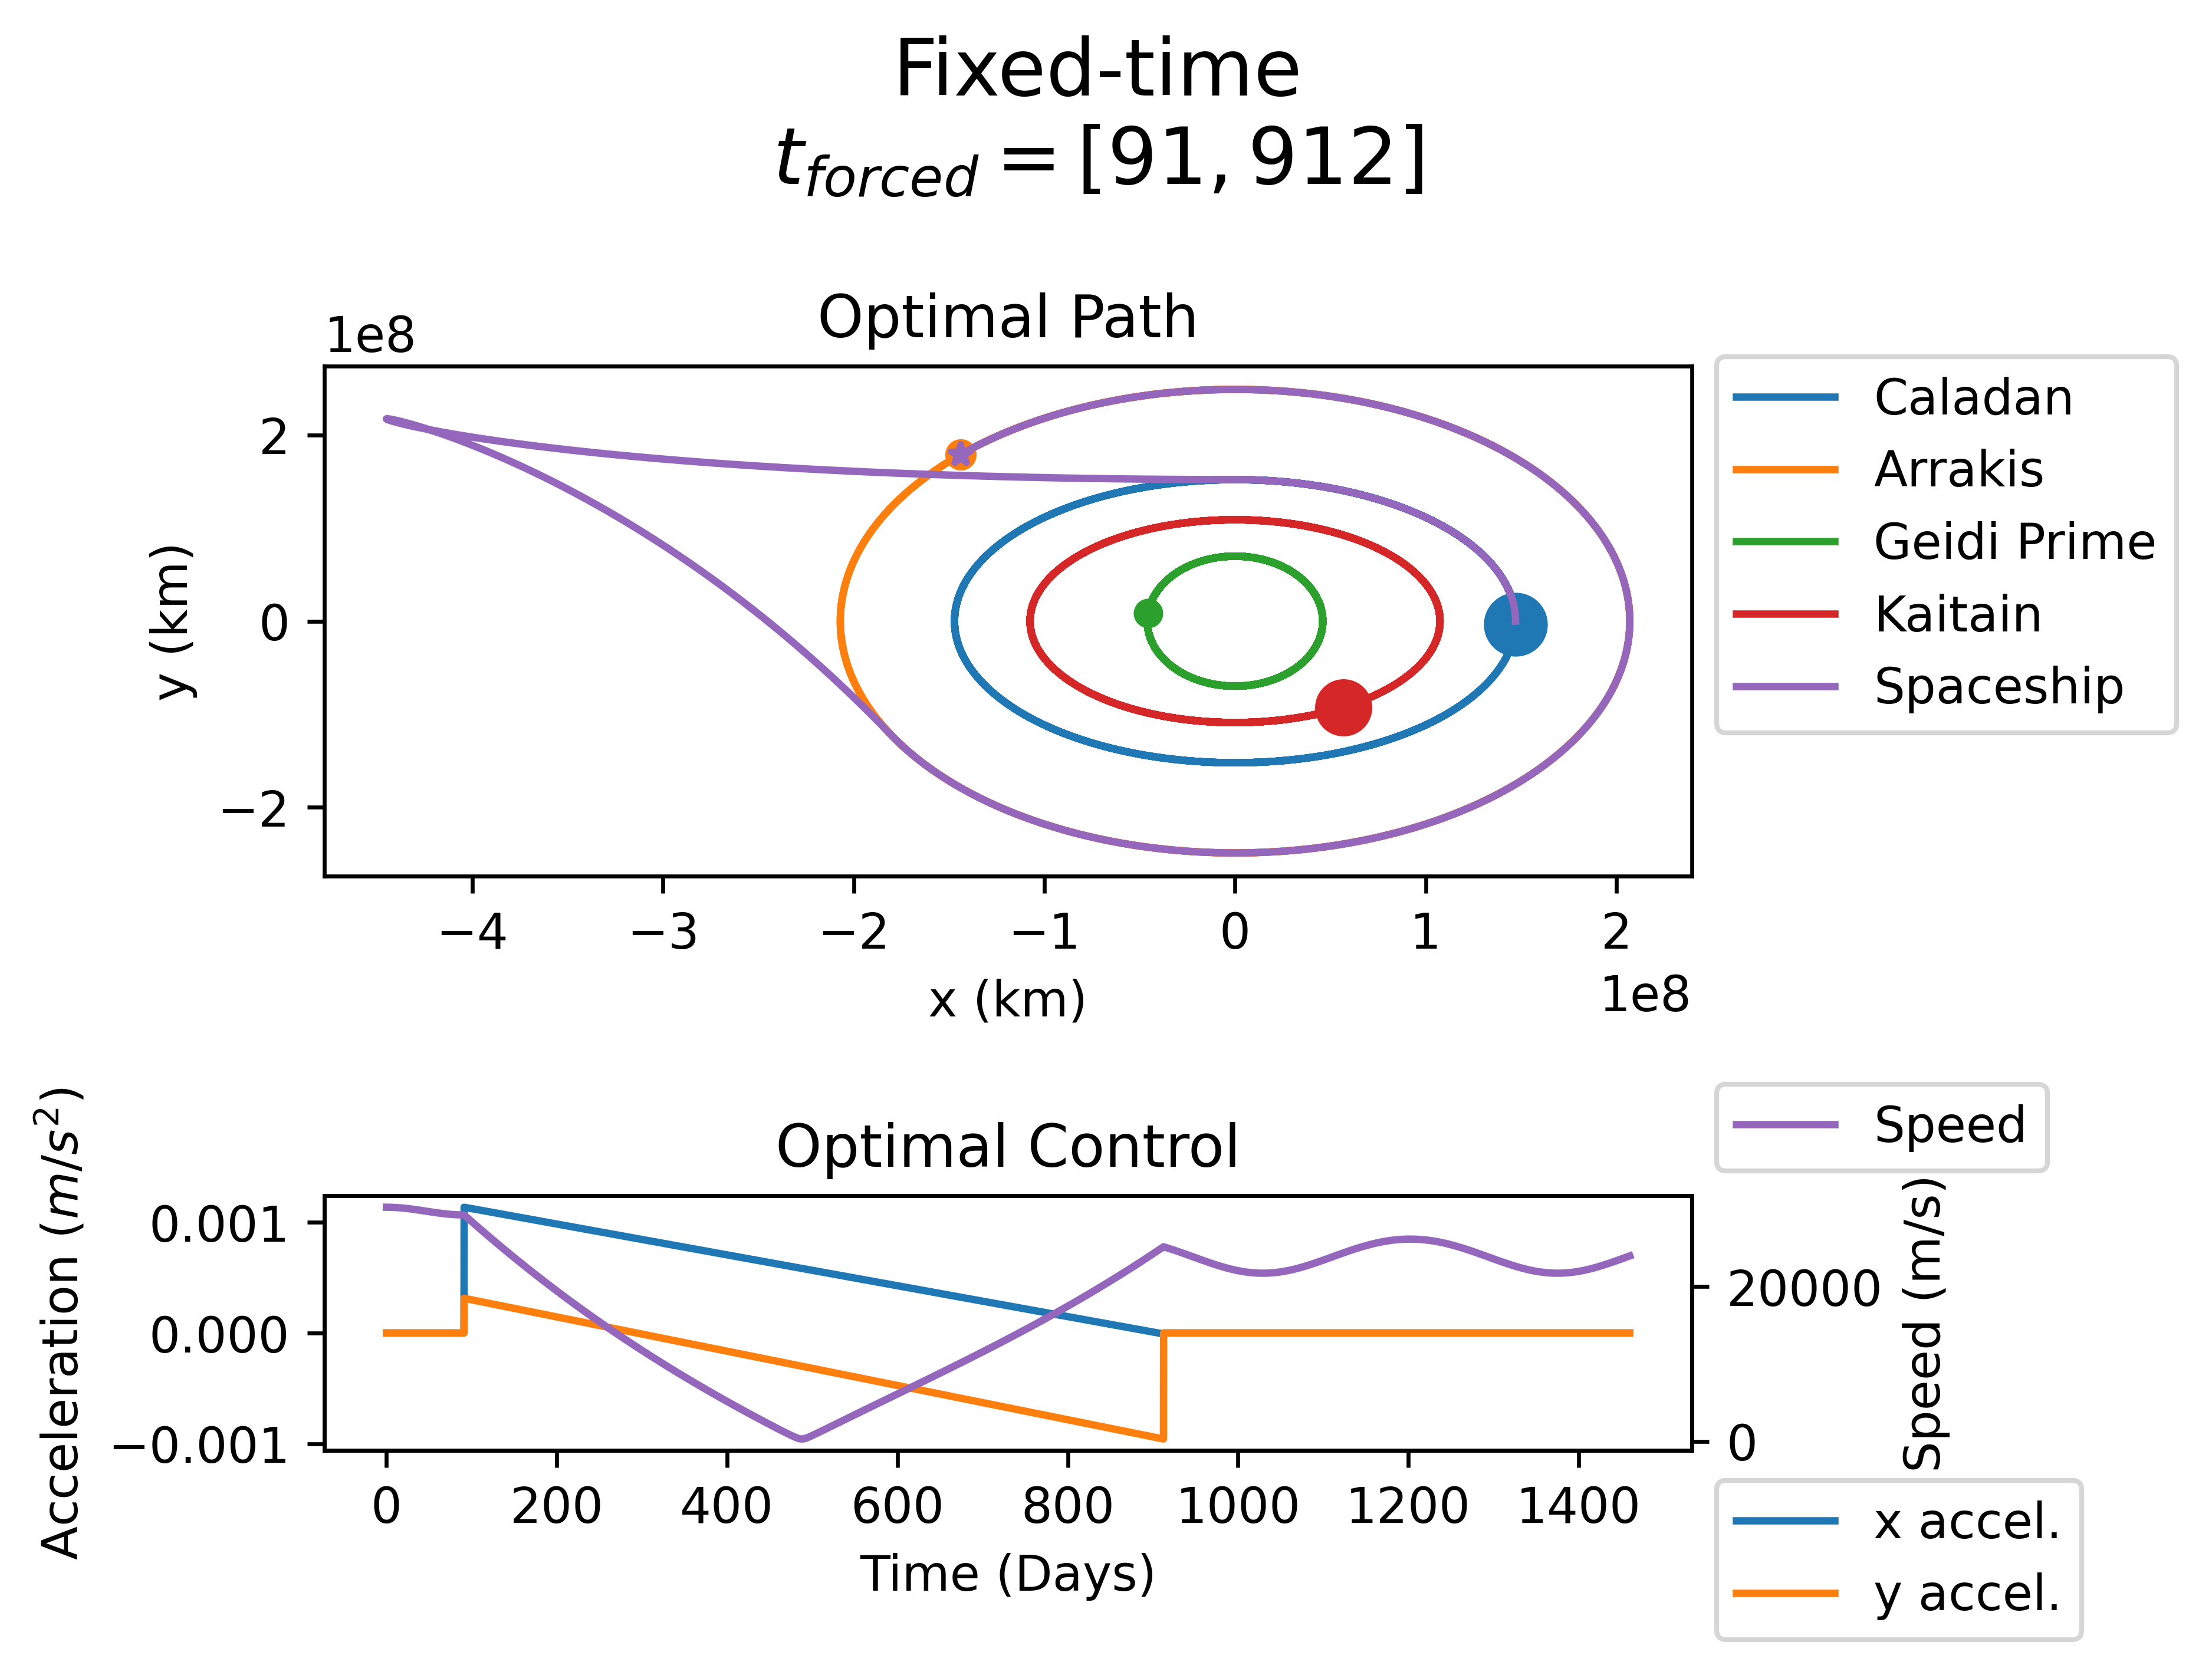 Fixed-time
t_forced = [91, 912]
Optimal Path
1e8
2
0
−2
y (km)
−4
−3
−2
−1
0
1
2
x (km)
1e8
Caladan
Arrakis
Geidi Prime
Kaitain
Spaceship
Optimal Control
Speed
Acceleration (m/s²)
0.001
0.000
−0.001
20000
0
Speed (m/s)
0
200
400
600
800
1000
1200
1400
Time (Days)
x accel.
y accel.